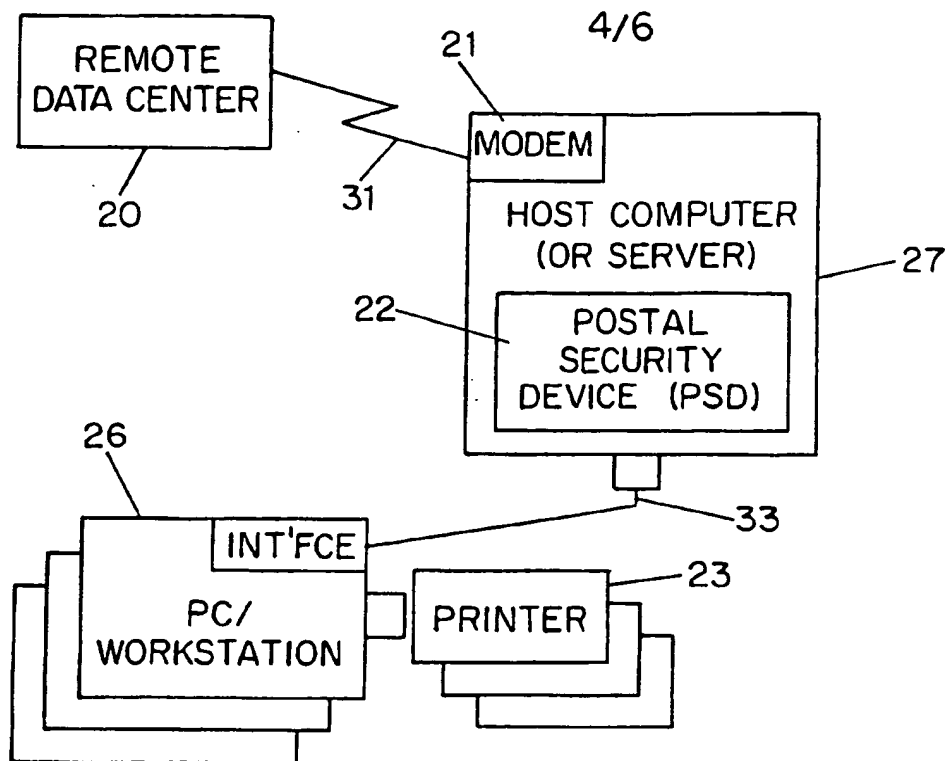 4/6
REMOTE
DATA CENTER
20
31
21
MODEM
HOST COMPUTER
(OR SERVER)
27
22
POSTAL
SECURITY
DEVICE (PSD)
33
26
INT'FCE
PC/
WORKSTATION
23
PRINTER